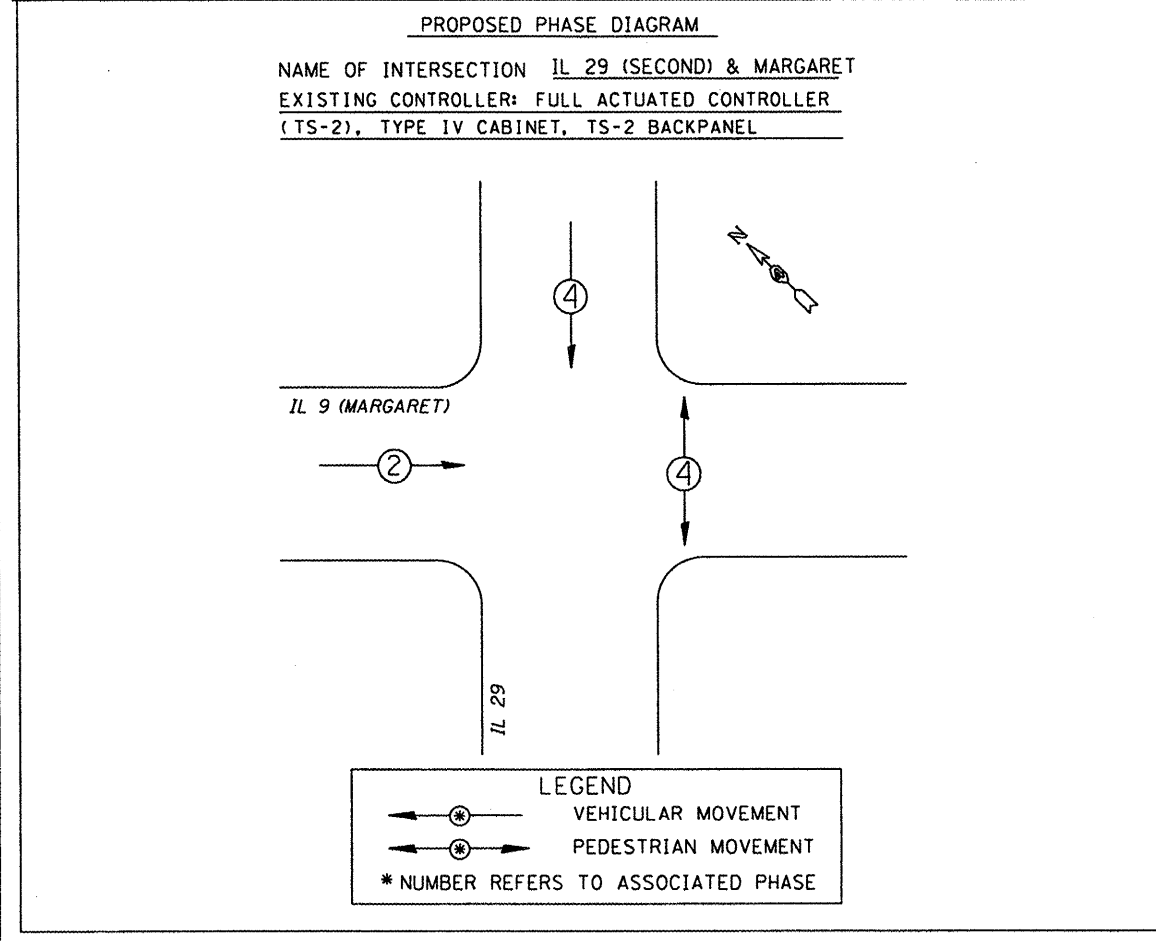 PROPOSED PHASE DIAGRAM
NAME OF INTERSECTION IL 29 (SECOND) & MARGARET
EXISTING CONTROLLER: FULL ACTUATED CONTROLLER
(TS-2), TYPE IV CABINET, TS-2 BACKPANEL
N
4
IL 9 (MARGARET)
2
4
IL 29
LEGEND
* VEHICULAR MOVEMENT
* PEDESTRIAN MOVEMENT
* NUMBER REFERS TO ASSOCIATED PHASE